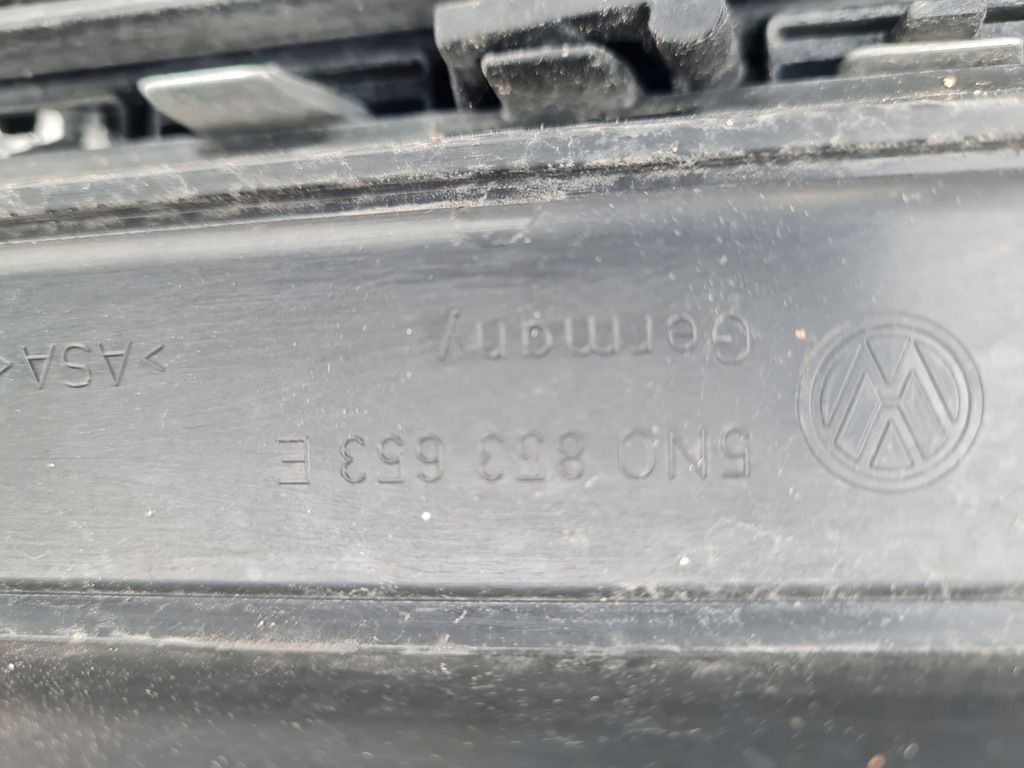 5N0 853 653 E
Germany >ASA<